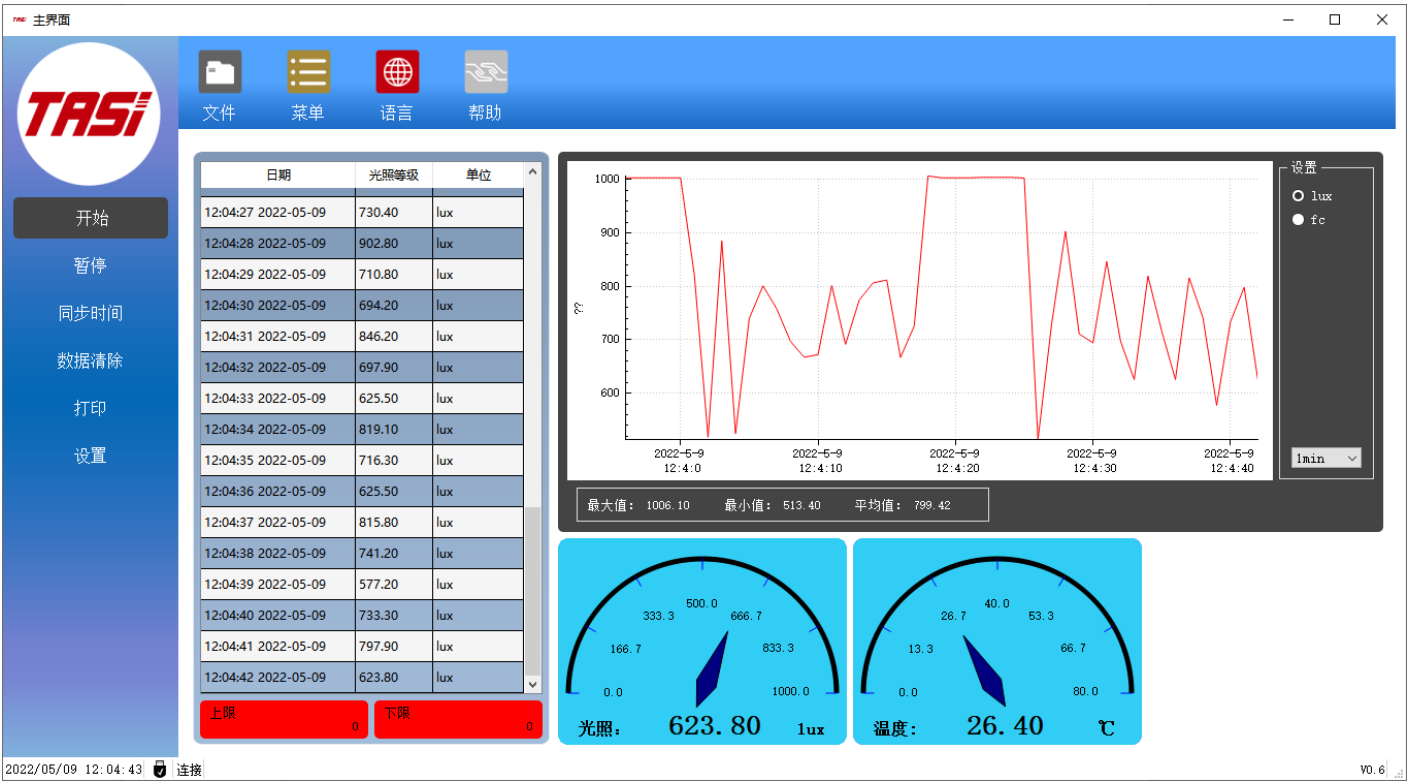 TASI 主界面
TASI
文件 菜单 语言 帮助
开始
暂停
同步时间
数据清除
打印
设置
日期 光照等级 单位
12:04:27 2022-05-09 730.40 lux
12:04:28 2022-05-09 902.80 lux
12:04:29 2022-05-09 710.80 lux
12:04:30 2022-05-09 694.20 lux
12:04:31 2022-05-09 846.20 lux
12:04:32 2022-05-09 697.90 lux
12:04:33 2022-05-09 625.50 lux
12:04:34 2022-05-09 819.10 lux
12:04:35 2022-05-09 716.30 lux
12:04:36 2022-05-09 625.50 lux
12:04:37 2022-05-09 815.80 lux
12:04:38 2022-05-09 741.20 lux
12:04:39 2022-05-09 577.20 lux
12:04:40 2022-05-09 733.30 lux
12:04:41 2022-05-09 797.90 lux
12:04:42 2022-05-09 623.80 lux
上限 0
下限 0
1000
900
800
??
700
600
2022-5-9 2022-5-9 2022-5-9 2022-5-9 2022-5-9
12:4:0 12:4:10 12:4:20 12:4:30 12:4:40
设置
lux
fc
1min
最大值: 1006.10 最小值: 513.40 平均值: 799.42
0.0 166.7 333.3 500.0 666.7 833.3 1000.0
光照: 623.80 lux
0.0 13.3 26.7 40.0 53.3 66.7 80.0
温度: 26.40 ℃
2022/05/09 12:04:43 连接
V0.6